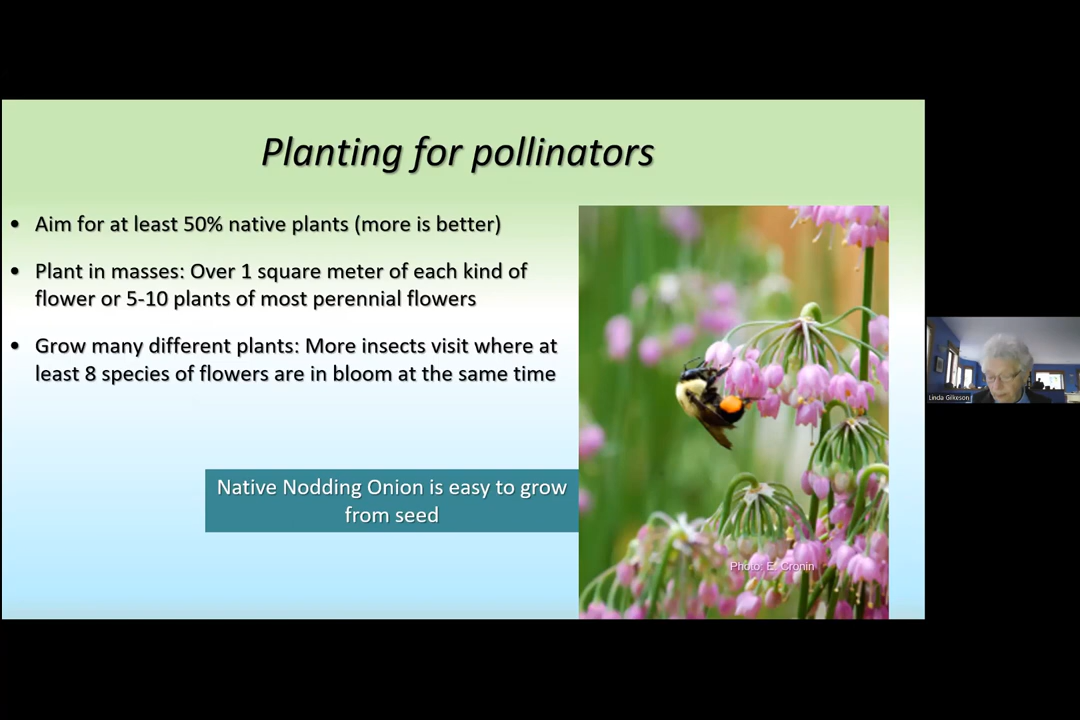 Planting for pollinators
• Aim for at least 50% native plants (more is better)
• Plant in masses: Over 1 square meter of each kind of
flower or 5-10 plants of most perennial flowers
• Grow many different plants: More insects visit where at
least 8 species of flowers are in bloom at the same time
Native Nodding Onion is easy to grow
from seed
Photo: E. Cronin
Linda Gilkeson